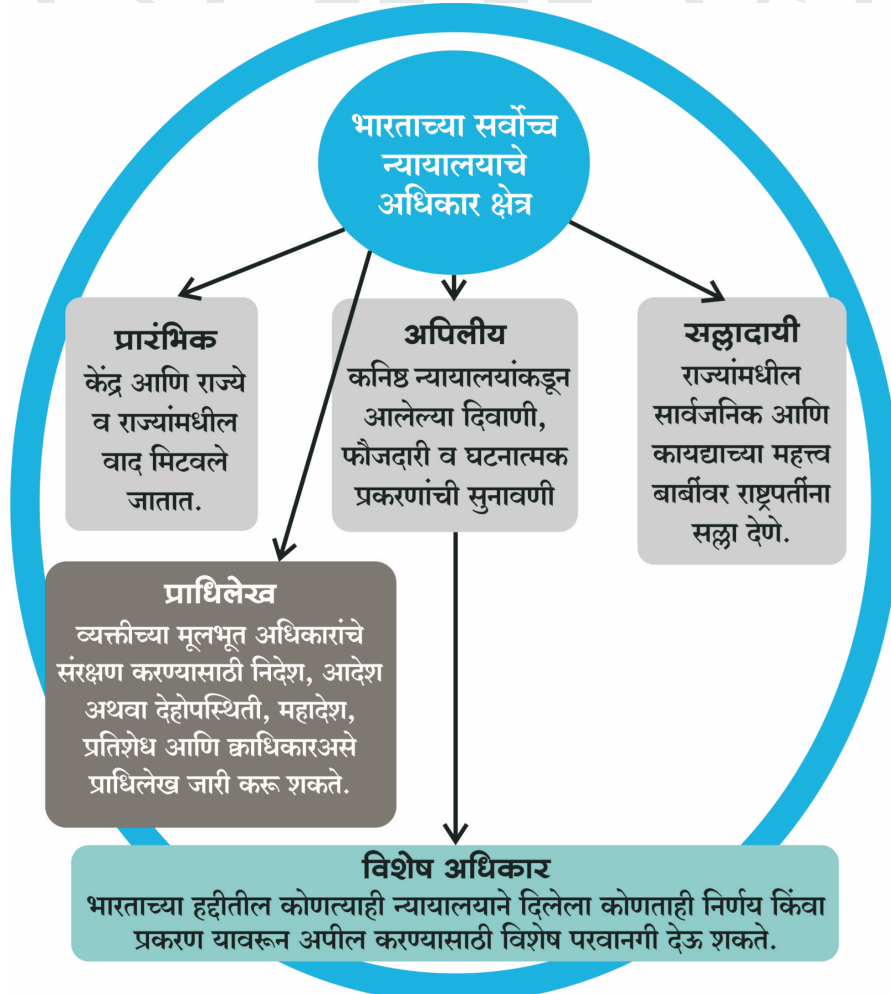 भारताच्या सर्वोच्च
न्यायालयाचे
अधिकार क्षेत्र
प्रारंभिक
केंद्र आणि राज्ये
व राज्यांमधील
वाद मिटवले
जातात.
अपिलीय
कनिष्ठ न्यायालयांकडून
आलेल्या दिवाणी,
फौजदारी व घटनात्मक
प्रकरणांची सुनावणी
सल्लादायी
राज्यांमधील
सार्वजनिक आणि
कायद्याच्या महत्त्व
बाबींवर राष्ट्रपतींना
सल्ला देणे.
प्राधिलेख
व्यक्तीच्या मूलभूत अधिकारांचे
संरक्षण करण्यासाठी निदेश, आदेश
अथवा देहोपस्थिती, महादेश,
प्रतिशेध आणि क्वाधिकारअसे
प्राधिलेख जारी करू शकते.
विशेष अधिकार
भारताच्या हद्दीतील कोणत्याही न्यायालयाने दिलेला कोणताही निर्णय किंवा
प्रकरण यावरून अपील करण्यासाठी विशेष परवानगी देऊ शकते.